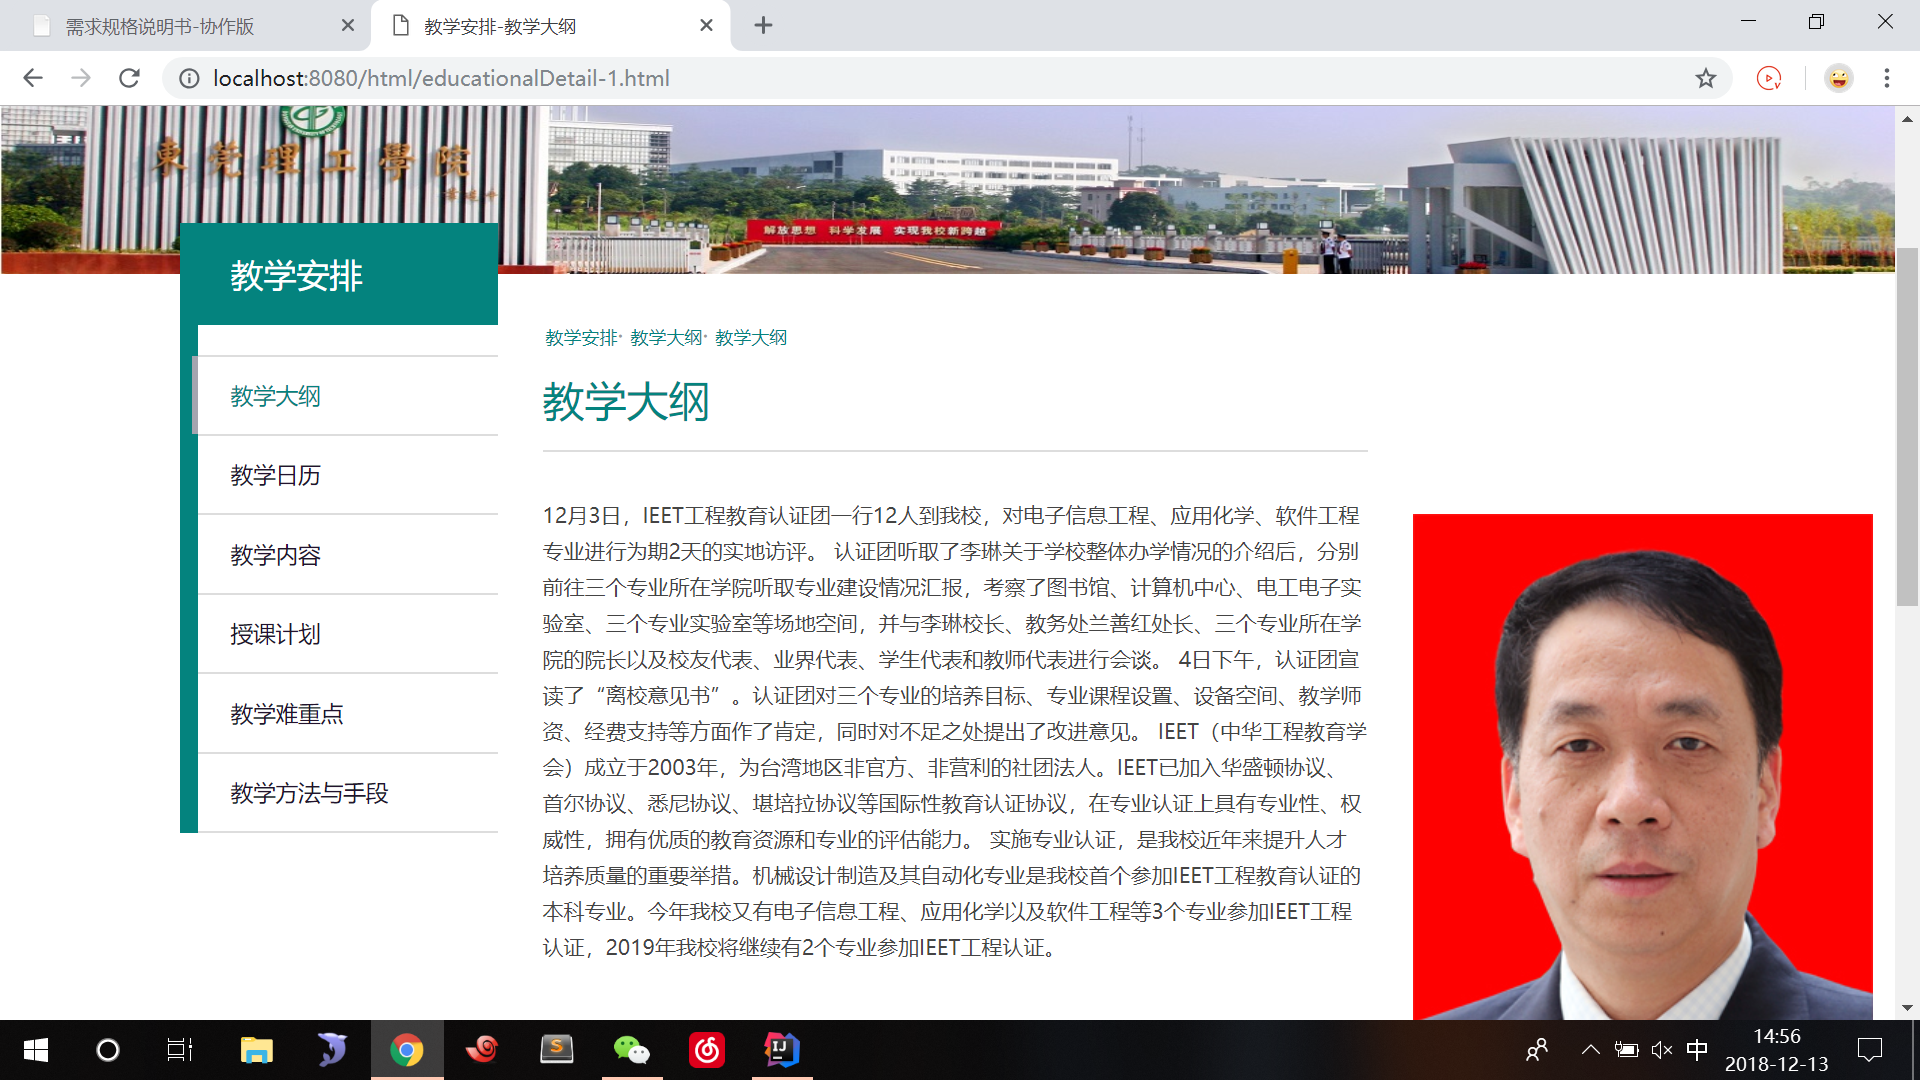 需求规格说明书-协作版
教学安排-教学大纲
localhost:8080/html/educationalDetail-1.html
東莞理工學院
解放思想 科学发展 实现我校新跨越
教学安排
教学大纲
教学日历
教学内容
授课计划
教学难重点
教学方法与手段
教学安排· 教学大纲· 教学大纲
教学大纲
12月3日，IEET工程教育认证团一行12人到我校，对电子信息工程、应用化学、软件工程
专业进行为期2天的实地访评。 认证团听取了李琳关于学校整体办学情况的介绍后，分别
前往三个专业所在学院听取专业建设情况汇报，考察了图书馆、计算机中心、电工电子实
验室、三个专业实验室等场地空间，并与李琳校长、教务处兰善红处长、三个专业所在学
院的院长以及校友代表、业界代表、学生代表和教师代表进行会谈。 4日下午，认证团宣
读了“离校意见书”。认证团对三个专业的培养目标、专业课程设置、设备空间、教学师
资、经费支持等方面作了肯定，同时对不足之处提出了改进意见。 IEET（中华工程教育学
会）成立于2003年，为台湾地区非官方、非营利的社团法人。IEET已加入华盛顿协议、
首尔协议、悉尼协议、堪培拉协议等国际性教育认证协议，在专业认证上具有专业性、权
威性，拥有优质的教育资源和专业的评估能力。 实施专业认证，是我校近年来提升人才
培养质量的重要举措。机械设计制造及其自动化专业是我校首个参加IEET工程教育认证的
本科专业。今年我校又有电子信息工程、应用化学以及软件工程等3个专业参加IEET工程
认证，2019年我校将继续有2个专业参加IEET工程认证。
中
14:56
2018-12-13